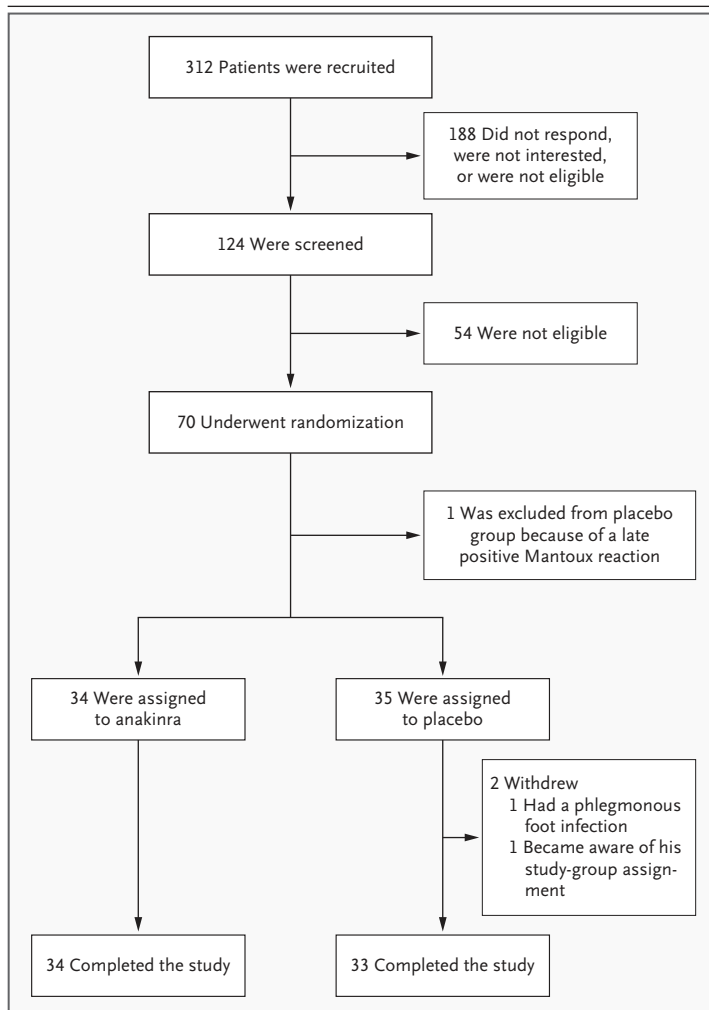 312 Patients were recruited
188 Did not respond,
were not interested,
or were not eligible
124 Were screened
54 Were not eligible
70 Underwent randomization
1 Was excluded from placebo
group because of a late
positive Mantoux reaction
34 Were assigned
to anakinra
35 Were assigned
to placebo
2 Withdrew
1 Had a phlegmonous
foot infection
1 Became aware of his
study-group assign-
ment
34 Completed the study
33 Completed the study